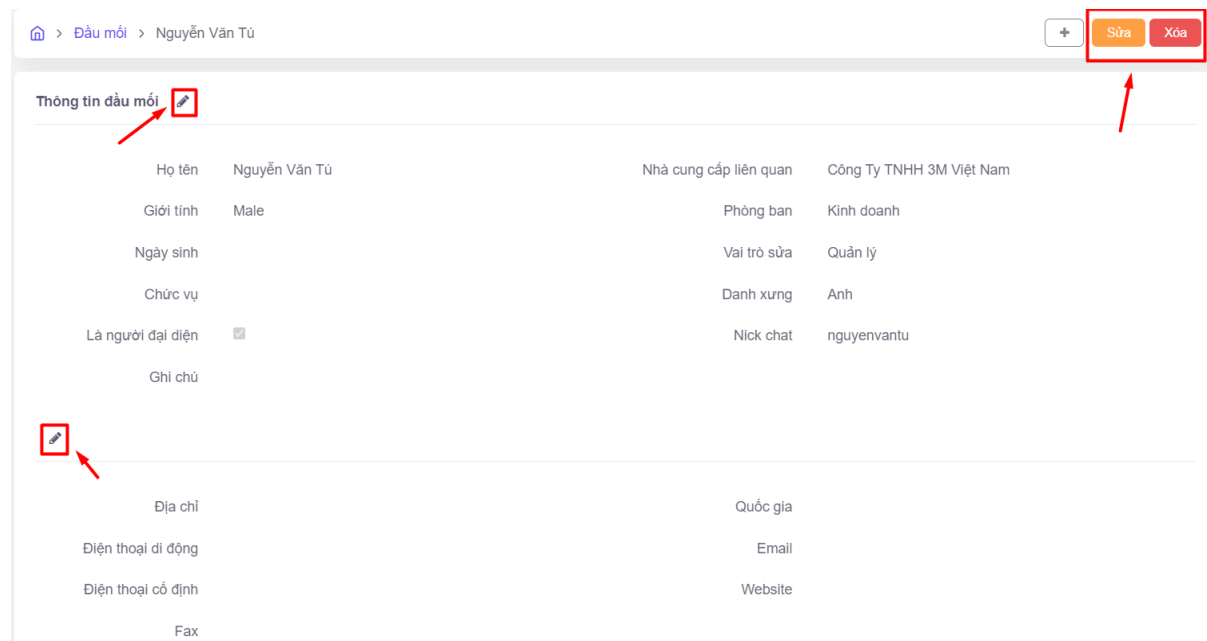 Đầu mối > Nguyễn Văn Tú
+ Sửa Xóa
Thông tin đầu mối
Họ tên Nguyễn Văn Tú Nhà cung cấp liên quan Công Ty TNHH 3M Việt Nam
Giới tính Male Phòng ban Kinh doanh
Ngày sinh Vai trò sửa Quản lý
Chức vụ Danh xưng Anh
Là người đại diện Nick chat nguyenvantu
Ghi chú
Địa chỉ Quốc gia
Điện thoại di động Email
Điện thoại cố định Website
Fax